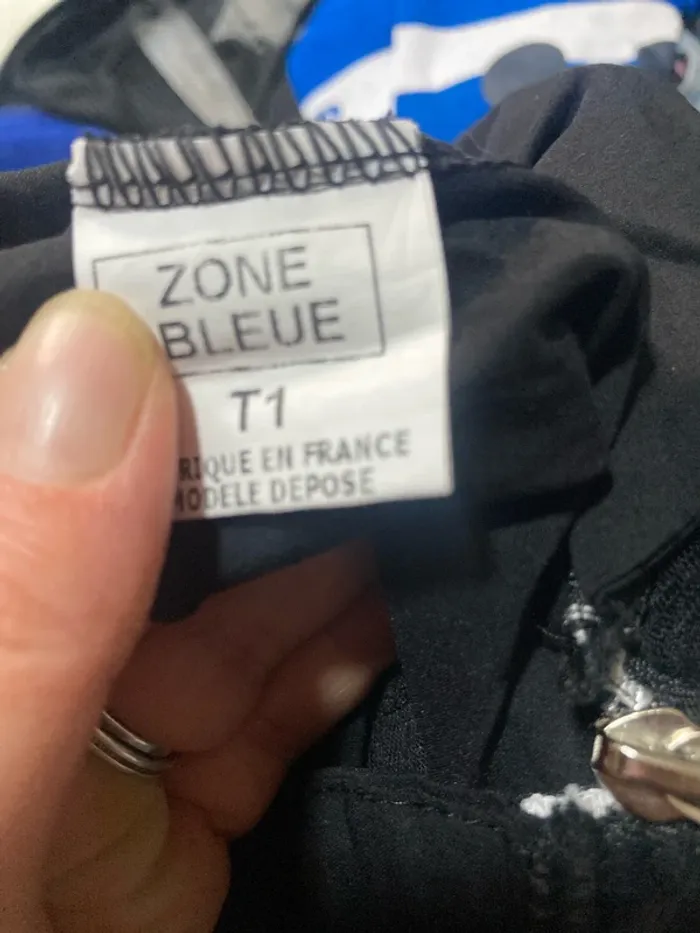 ZONE
BLEUE
T1
RIQUE EN FRANCE
MODELE DEPOSE